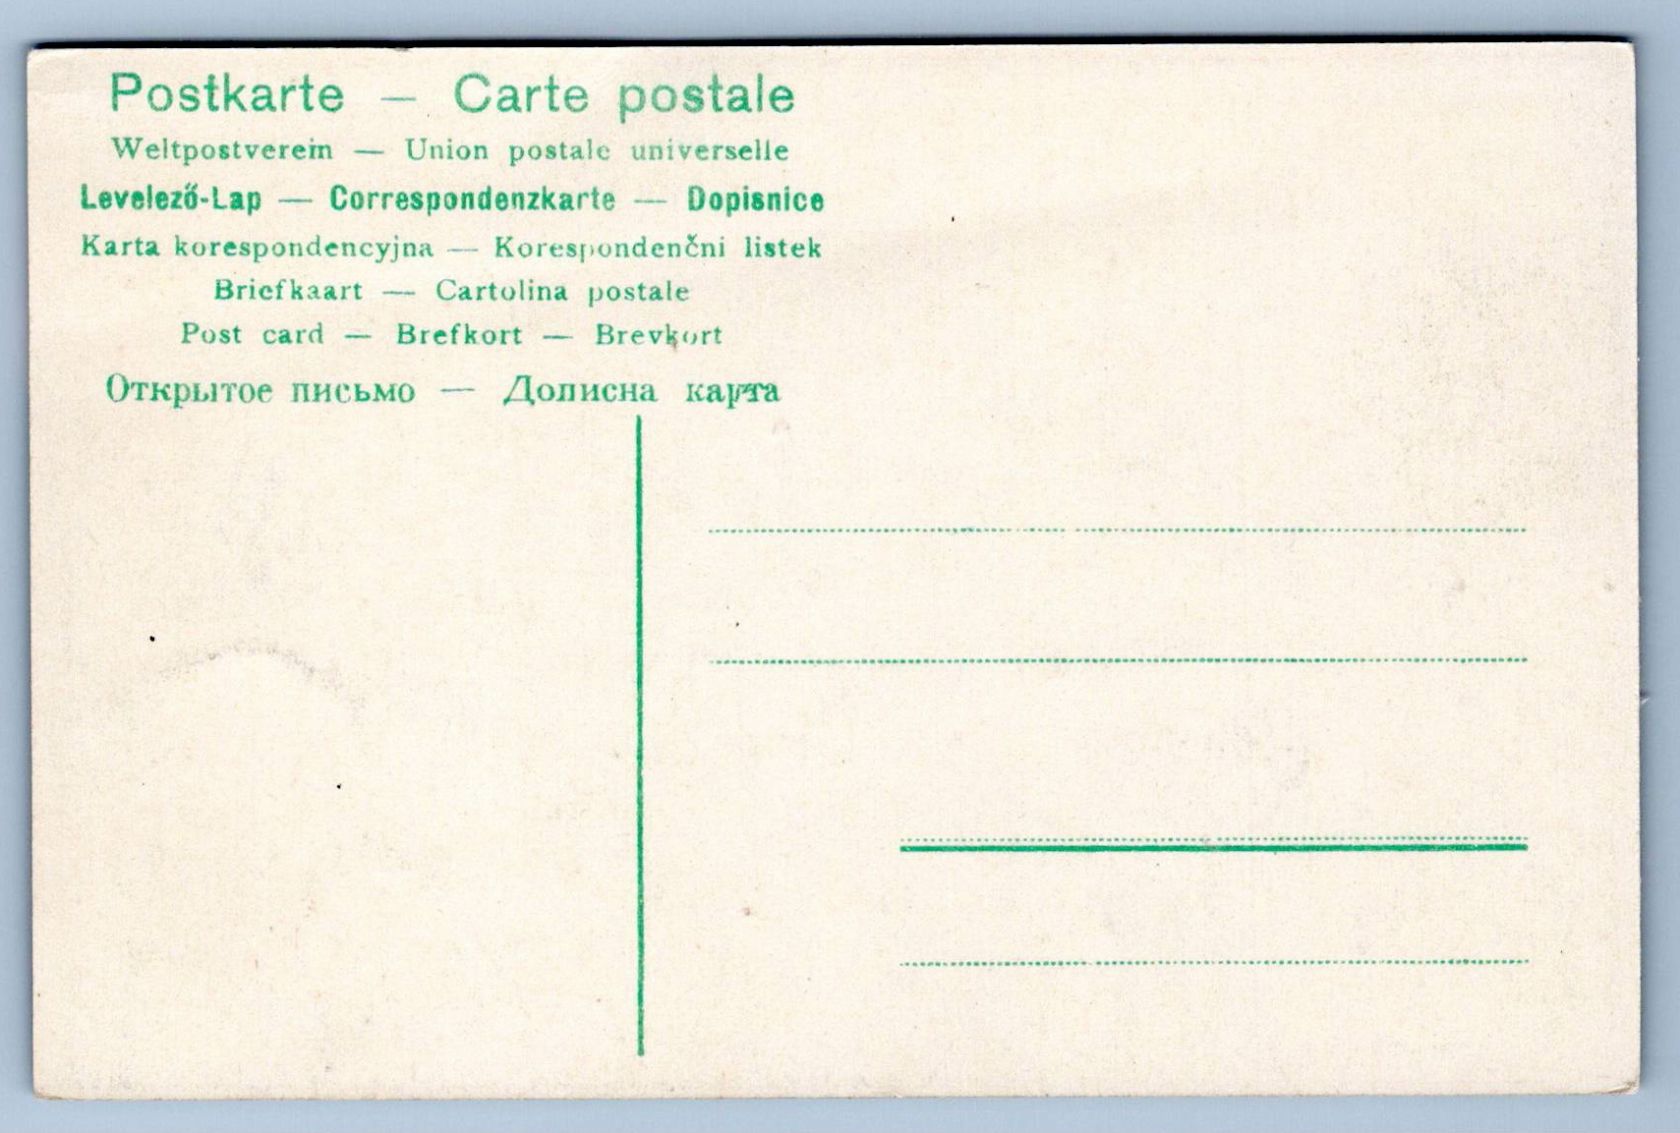 Postkarte — Carte postale
Weltpostverein — Union postale universelle
Levelező-Lap — Correspondenzkarte — Dopisnice
Karta korespondencyjna — Korespondenčni listek
Briefkaart — Cartolina postale
Post card — Brefkort — Brevkort
Открытое письмо — Дописна карта